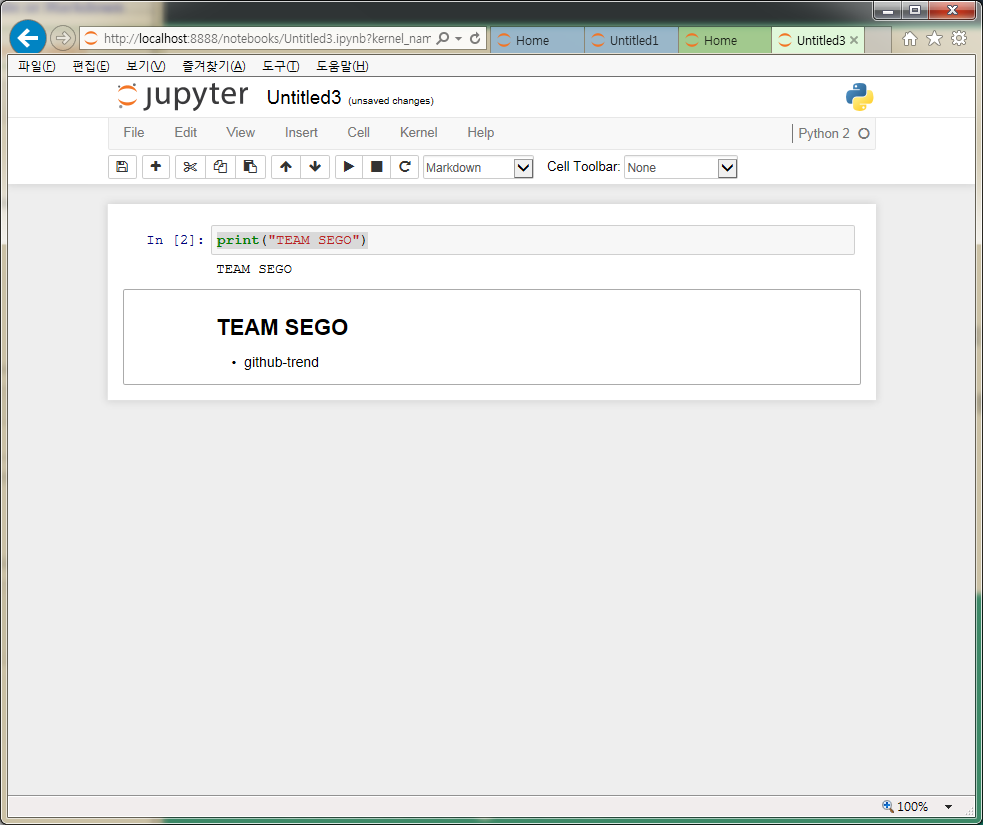 http://localhost:8888/notebooks/Untitled3.ipynb?kernel_nam
Home
Untitled1
Home
Untitled3
파일(F) 편집(E) 보기(V) 즐겨찾기(A) 도구(T) 도움말(H)
jupyter Untitled3 (unsaved changes)
File Edit View Insert Cell Kernel Help Python 2
Markdown Cell Toolbar: None
In [2]: print("TEAM SEGO")
TEAM SEGO
TEAM SEGO
• github-trend
100%